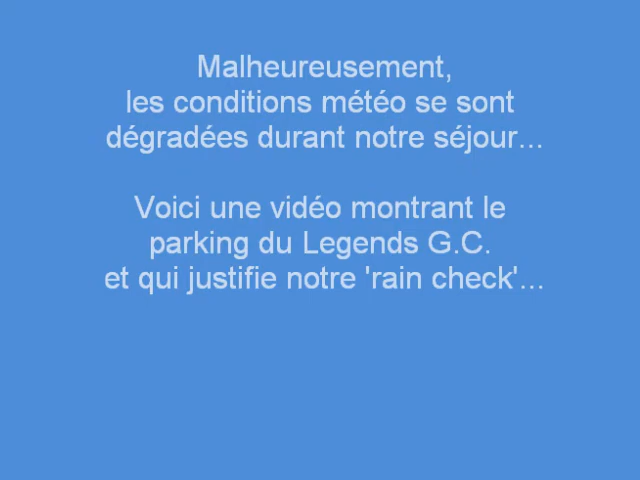 Malheureusement,
les conditions météo se sont
dégradées durant notre séjour...
Voici une vidéo montrant le
parking du Legends G.C.
et qui justifie notre 'rain check'...